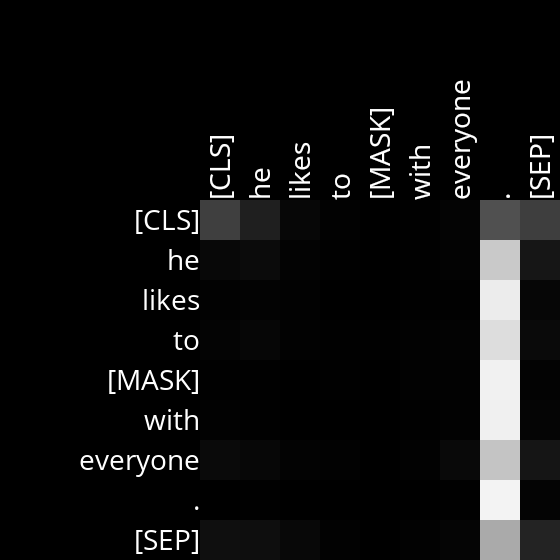 [CLS] he likes to [MASK] with everyone . [SEP]
[CLS]
he
likes
to
[MASK]
with
everyone
.
[SEP]